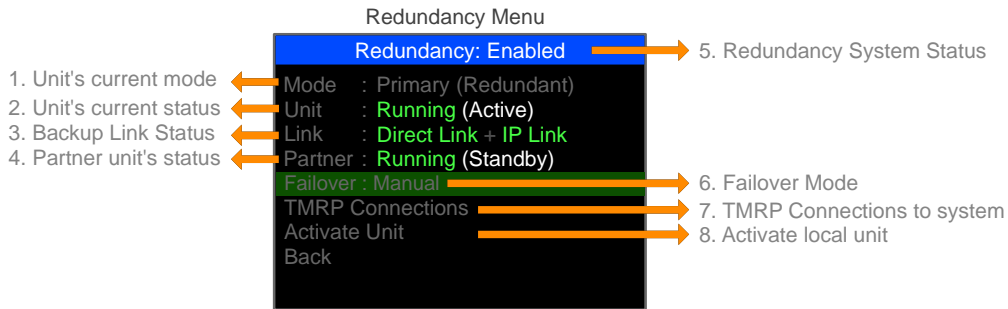 Redundancy Menu
Redundancy: Enabled
5. Redundancy System Status
1. Unit's current mode
Mode : Primary (Redundant)
2. Unit's current status
Unit : Running (Active)
3. Backup Link Status
Link : Direct Link + IP Link
4. Partner unit's status
Partner : Running (Standby)
Failover : Manual
6. Failover Mode
TMRP Connections
7. TMRP Connections to system
Activate Unit
8. Activate local unit
Back